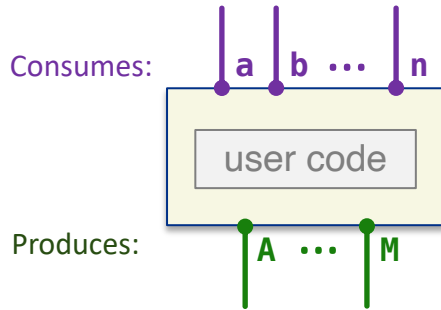 Consumes: a b ... n
user code
Produces: A ... M